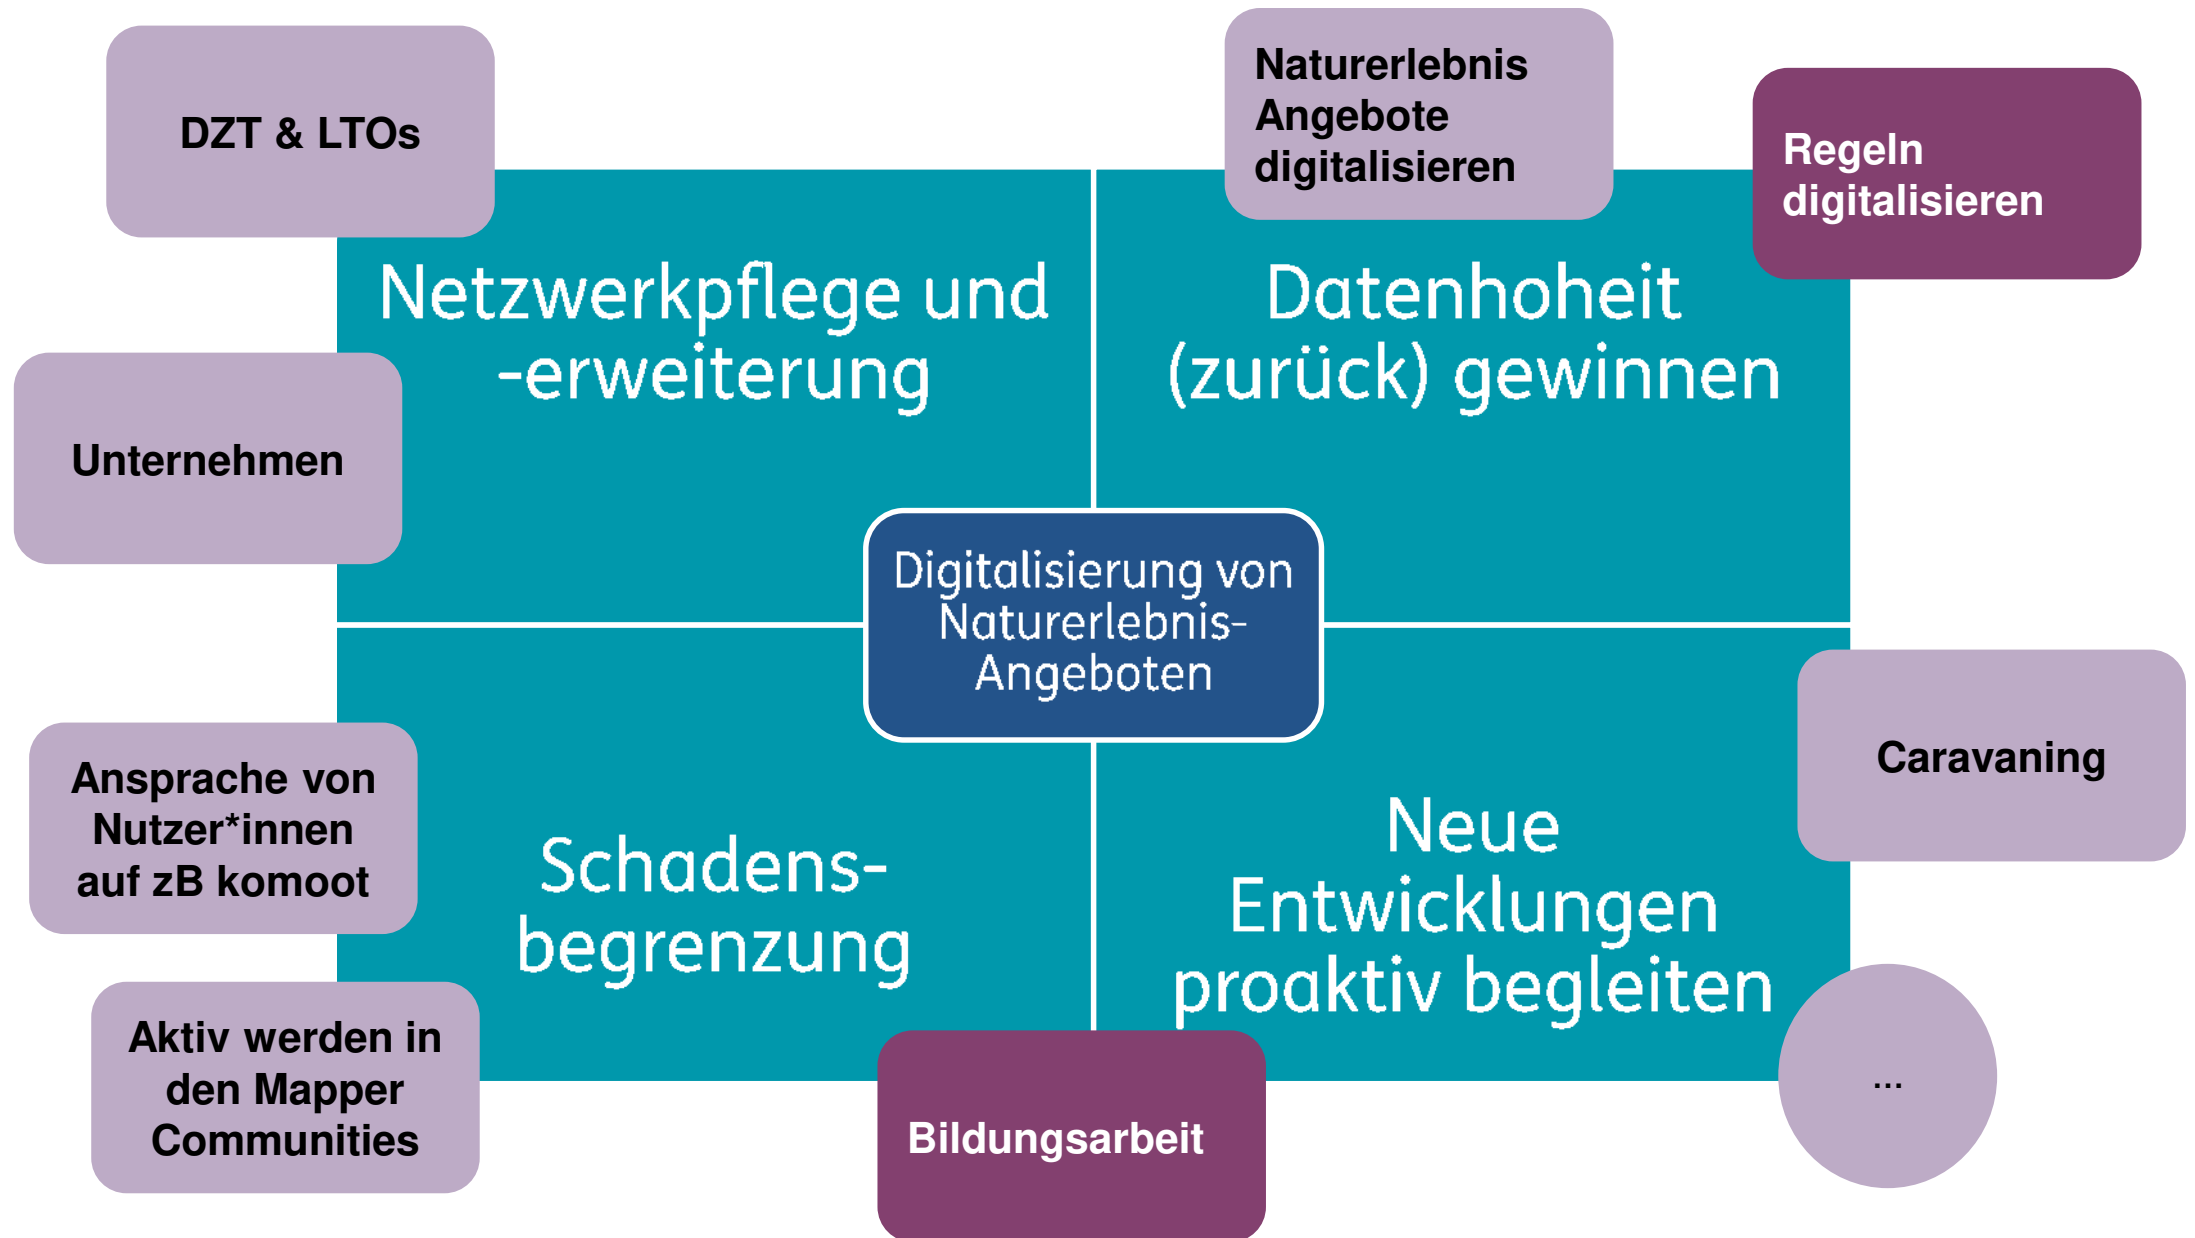 DZT & LTOs
Naturerlebnis
Angebote
digitalisieren
Regeln
digitalisieren
Netzwerkpflege und
-erweiterung
Datenhoheit
(zurück) gewinnen
Unternehmen
Digitalisierung von
Naturerlebnis-
Angeboten
Ansprache von
Nutzer*innen
auf zB komoot
Schadens-
begrenzung
Neue
Entwicklungen
proaktiv begleiten
Caravaning
Aktiv werden in
den Mapper
Communities
Bildungsarbeit
...